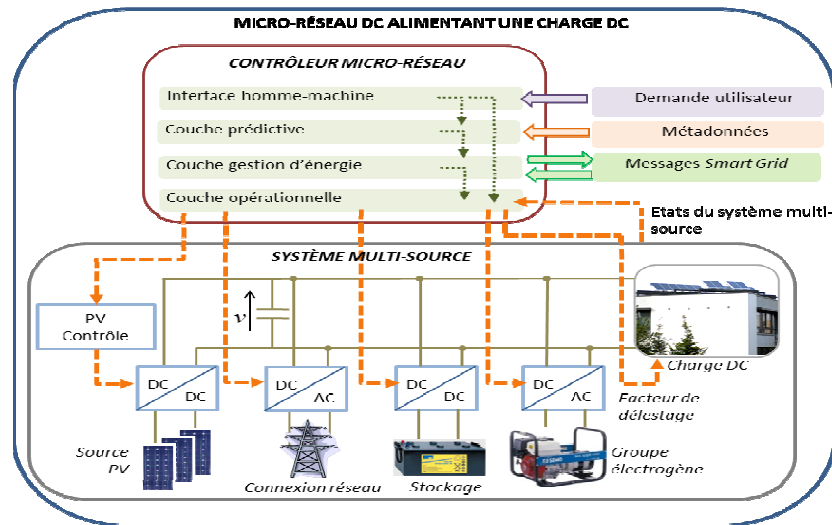 MICRO-RÉSEAU DC ALIMENTANT UNE CHARGE DC
CONTRÔLEUR MICRO-RÉSEAU
Interface homme-machine
Demande utilisateur
Couche prédictive
Métadonnées
Couche gestion d'énergie
Messages Smart Grid
Couche opérationnelle
Etats du système multi-
source
SYSTÈME MULTI-SOURCE
PV
Contrôle
v
Charge DC
DC
DC
DC
AC
DC
DC
DC
AC
Facteur de
délestage
Source
PV
Connexion réseau
Stockage
Groupe
électrogène